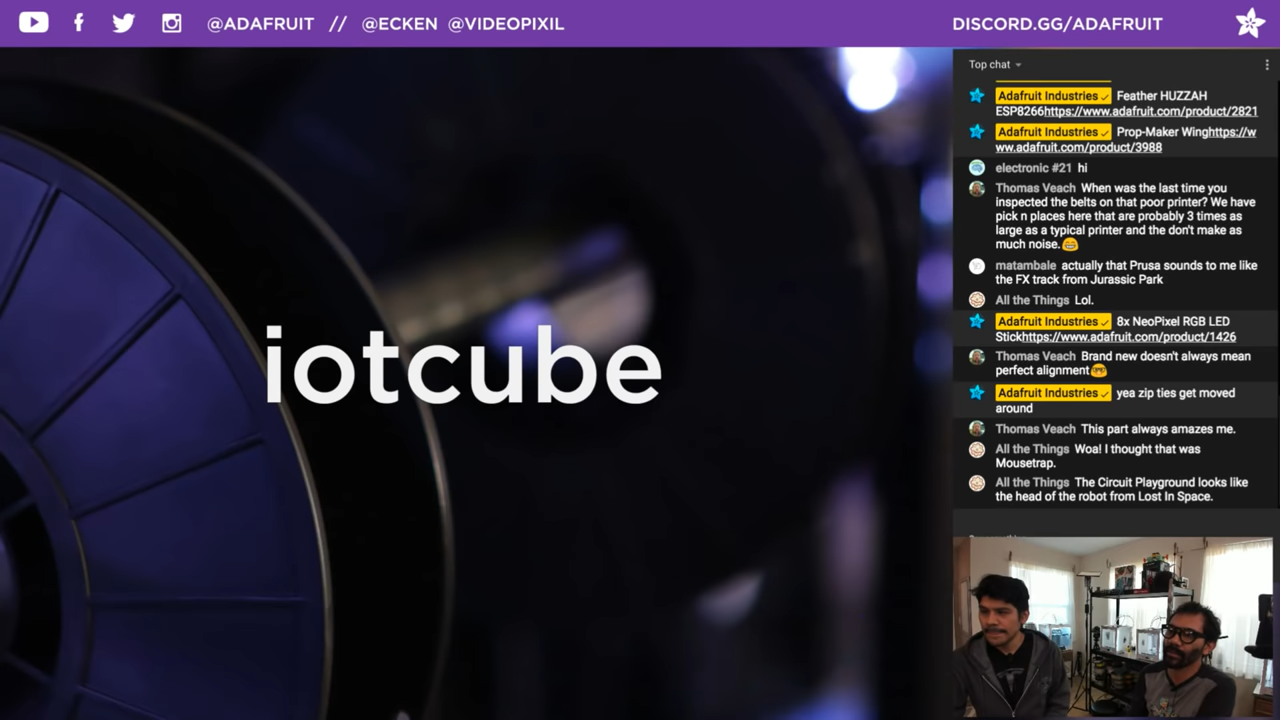 @ADAFRUIT // @ECKEN @VIDEOPIXIL
DISCORD.GG/ADAFRUIT
iotcube
Top chat
Adafruit Industries Feather HUZZAH
ESP8266https://www.adafruit.com/product/2821
Adafruit Industries Prop-Maker Winghttps://w
ww.adafruit.com/product/3988
electronic #21 hi
Thomas Veach When was the last time you
inspected the belts on that poor printer? We have
pick n places here that are probably 3 times as
large as a typical printer and the don't make as
much noise.
matambale actually that Prusa sounds to me like
the FX track from Jurassic Park
All the Things Lol.
Adafruit Industries 8x NeoPixel RGB LED
Stickhttps://www.adafruit.com/product/1426
Thomas Veach Brand new doesn't always mean
perfect alignment
Adafruit Industries yea zip ties get moved
around
Thomas Veach This part always amazes me.
All the Things Woa! I thought that was
Mousetrap.
All the Things The Circuit Playground looks like
the head of the robot from Lost In Space.